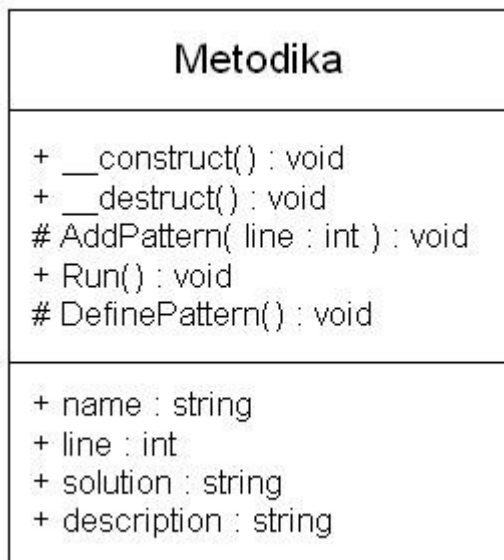 Metodika
+ __construct() : void
+ __destruct() : void
# AddPattern( line : int ) : void
+ Run() : void
# DefinePattern() : void
+ name : string
+ line : int
+ solution : string
+ description : string